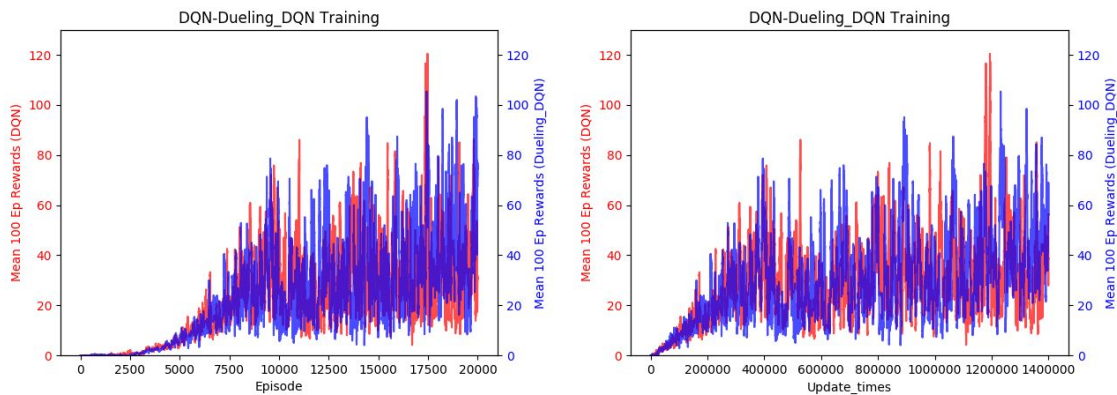 DQN-Dueling_DQN Training
120
100
80
60
40
20
0
Mean 100 Ep Rewards (DQN)
120
100
80
60
40
20
0
Mean 100 Ep Rewards (Dueling_DQN)
0 2500 5000 7500 10000 12500 15000 17500 20000
Episode
DQN-Dueling_DQN Training
120
100
80
60
40
20
0
Mean 100 Ep Rewards (DQN)
120
100
80
60
40
20
0
Mean 100 Ep Rewards (Dueling_DQN)
0 200000 400000 600000 800000 1000000 1200000 1400000
Update_times